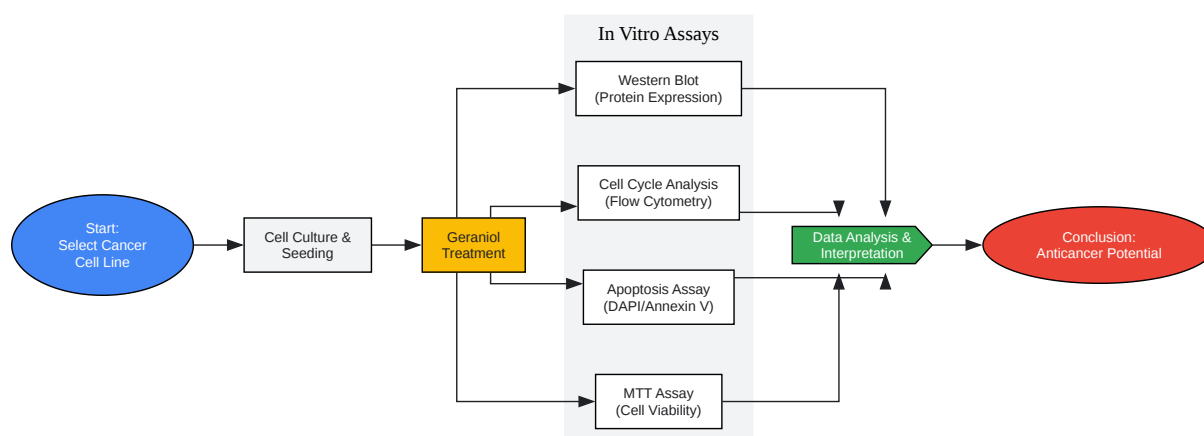 In Vitro Assays
Western Blot
(Protein Expression)
Cell Cycle Analysis
(Flow Cytometry)
Start:
Select Cancer
Cell Line
Cell Culture &
Seeding
Geraniol
Treatment
Data Analysis &
Interpretation
Conclusion:
Anticancer Potential
Apoptosis Assay
(DAPI/Annexin V)
MTT Assay
(Cell Viability)